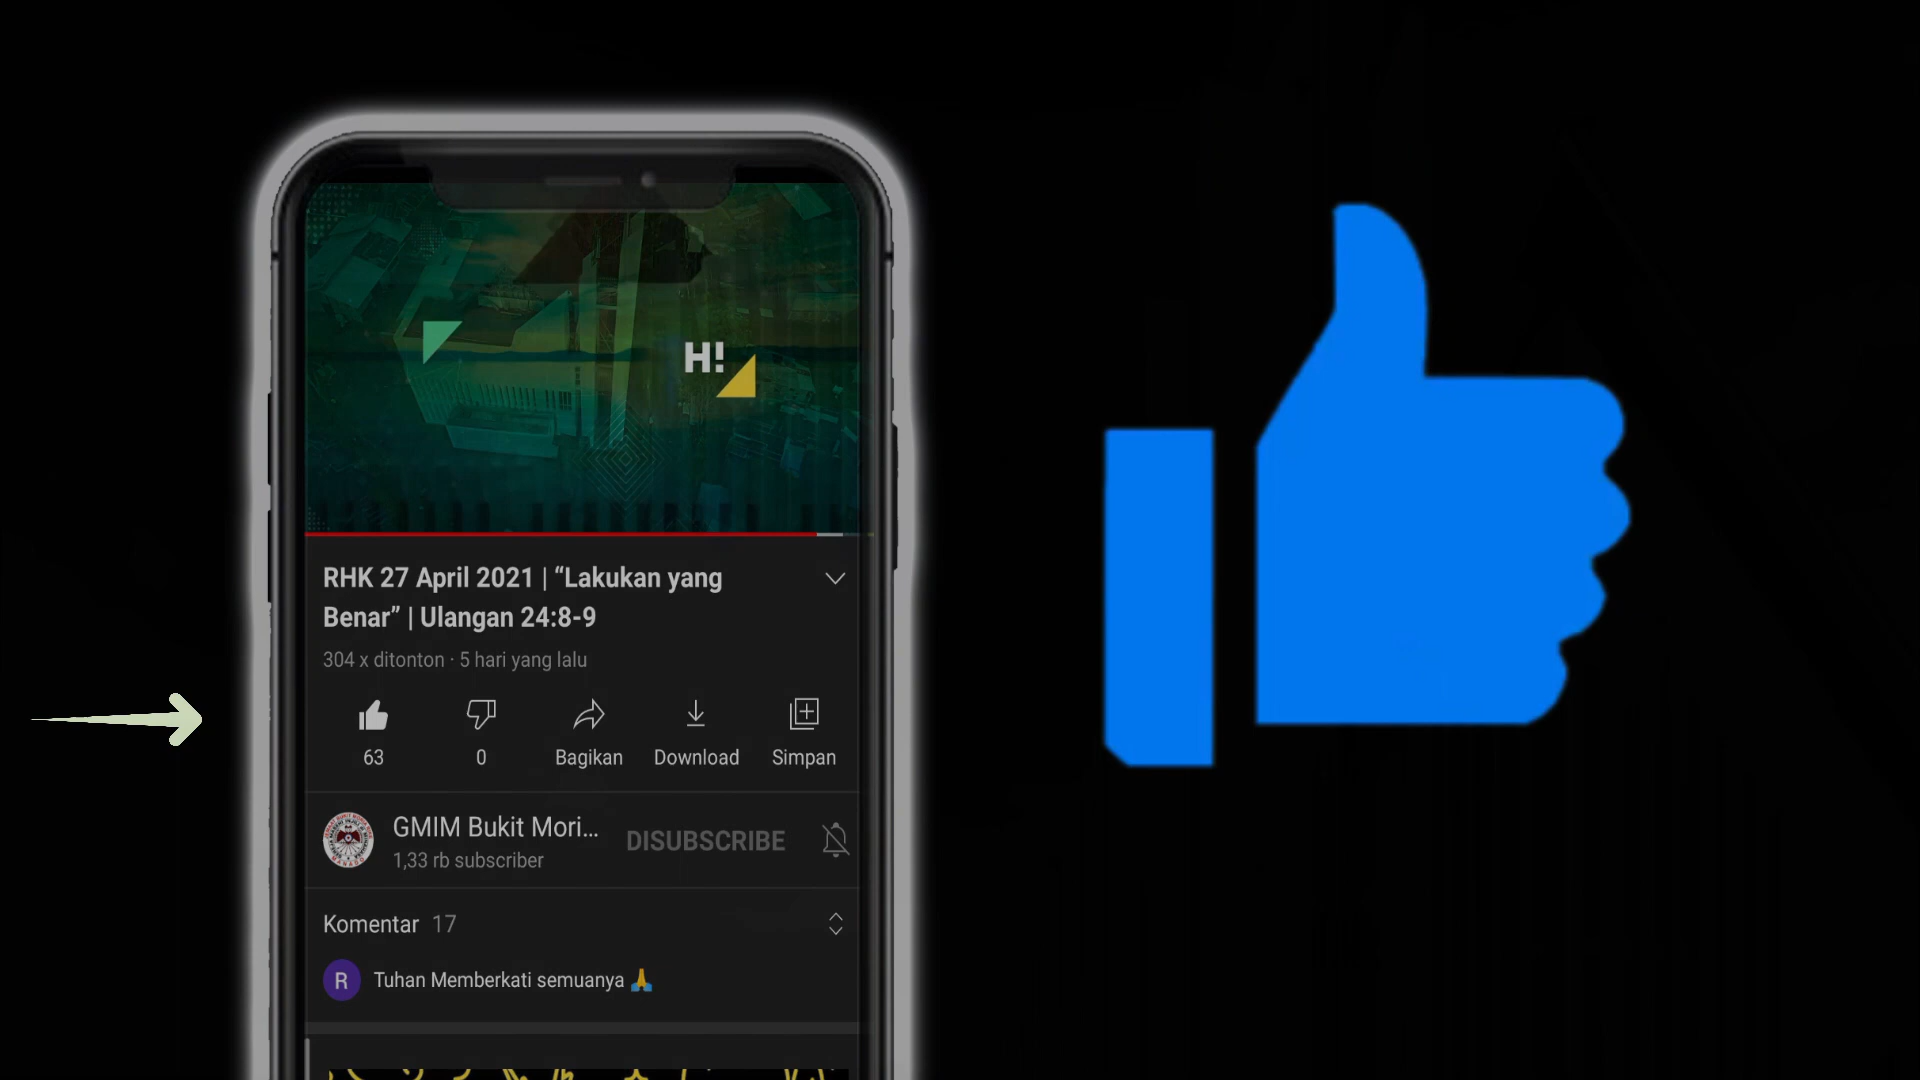 H!
RHK 27 April 2021 | “Lakukan yang
Benar” | Ulangan 24:8-9
304 x ditonton · 5 hari yang lalu
63
0
Bagikan
Download
Simpan
GMIM Bukit Mori...
DISUBSCRIBE
1,33 rb subscriber
Komentar 17
R
Tuhan Memberkati semuanya 🙏